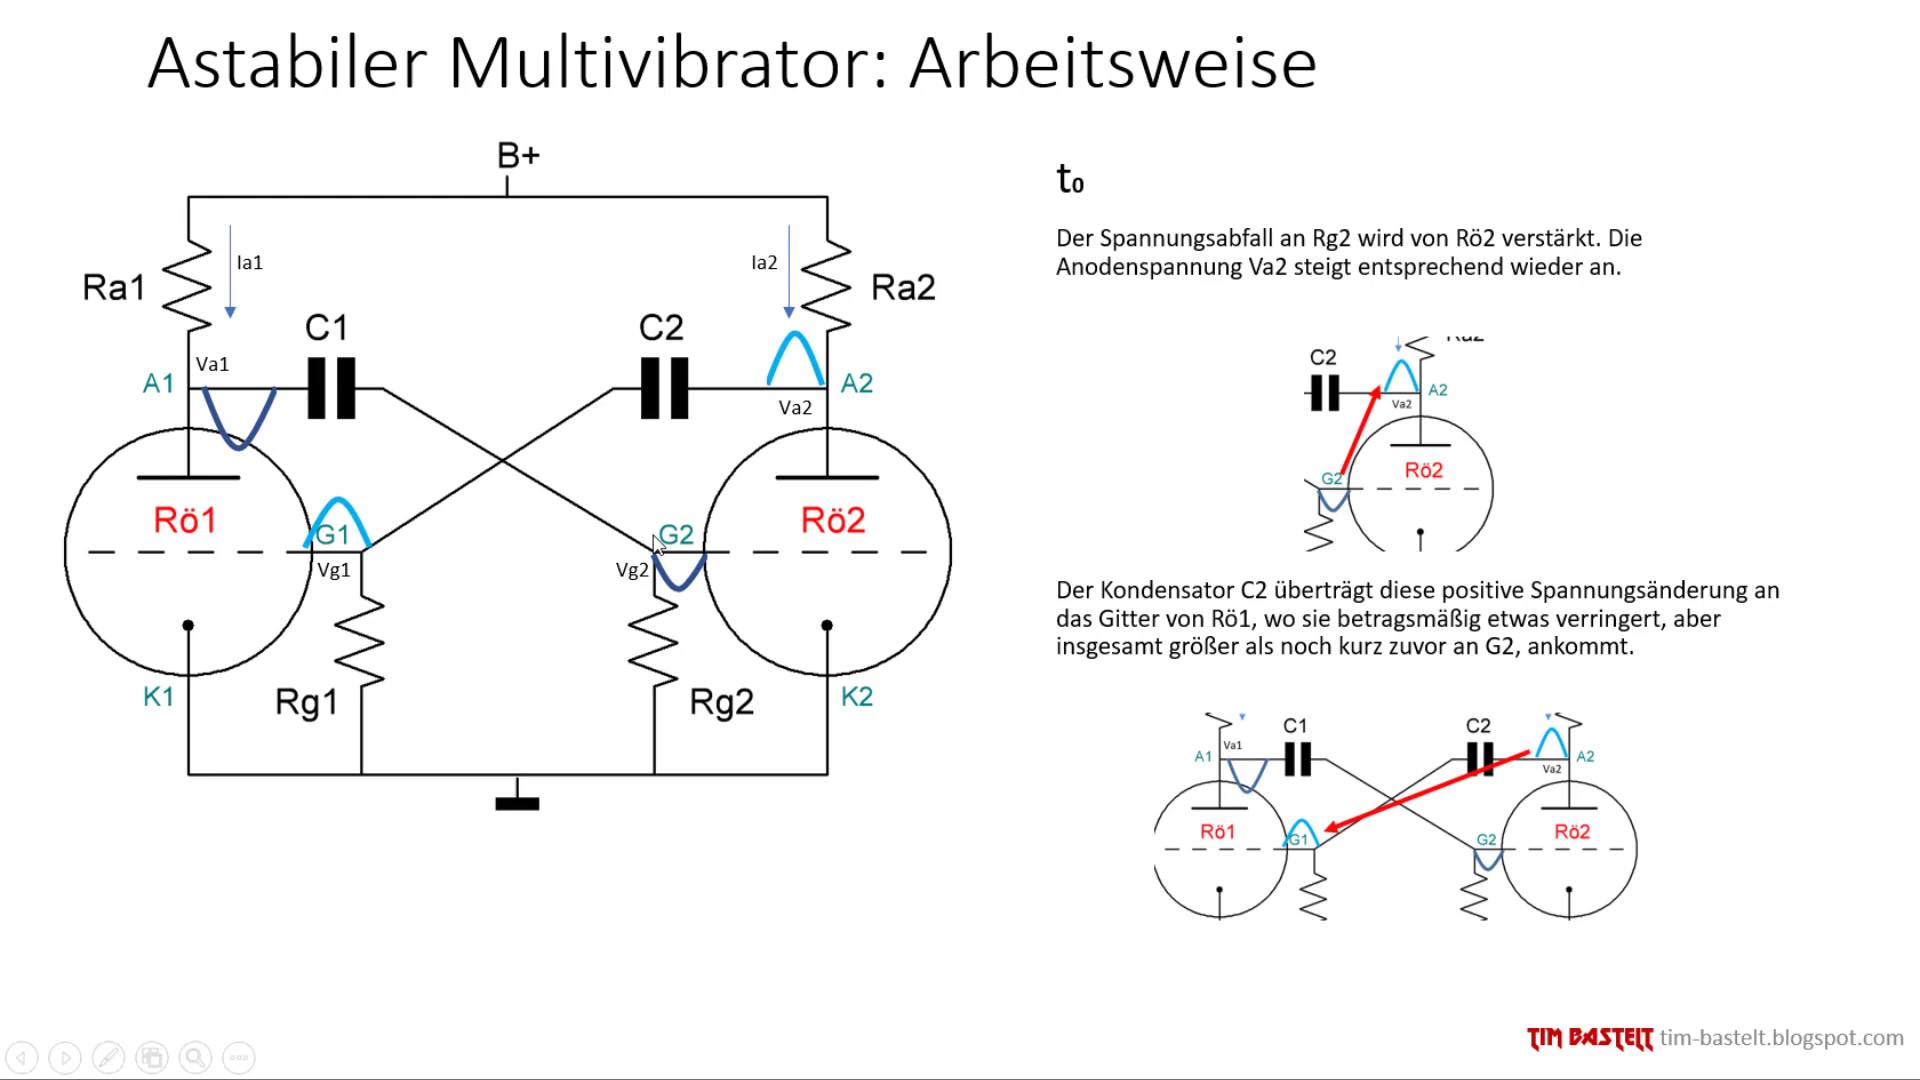 Astabiler Multivibrator: Arbeitsweise
B+
Ra1
Ia1
Ia2
Ra2
C1
C2
Va1
A1
A2
Va2
Rö1
G1
G2
Rö2
Vg1
Vg2
K1
Rg1
Rg2
K2
t₀
Der Spannungsabfall an Rg2 wird von Rö2 verstärkt. Die
Anodenspannung Va2 steigt entsprechend wieder an.
C2
A2
Va2
Rö2
G2
Der Kondensator C2 überträgt diese positive Spannungsänderung an
das Gitter von Rö1, wo sie betragsmäßig etwas verringert, aber
insgesamt größer als noch kurz zuvor an G2, ankommt.
C1
C2
Va1
A1
A2
Va2
Rö1
G1
G2
Rö2
TIM BASTELT tim-bastelt.blogspot.com